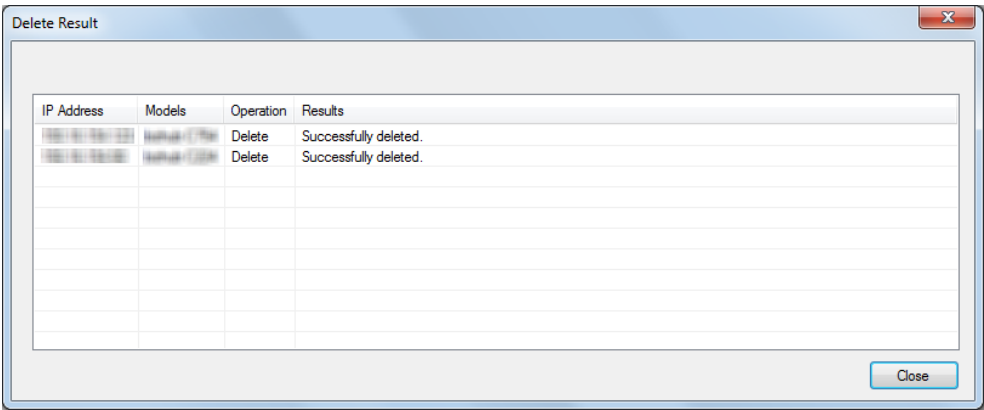 Delete Result
IP Address Models Operation Results
Delete Successfully deleted.
Delete Successfully deleted.
Close